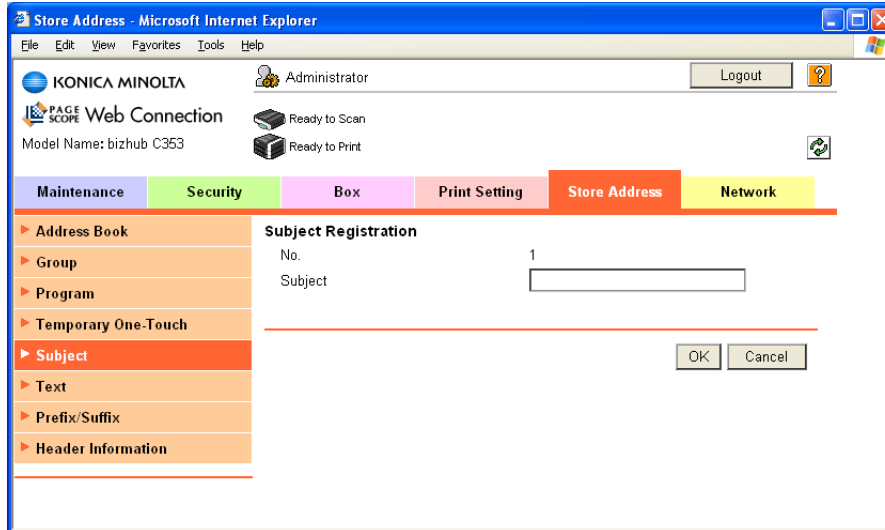 Store Address - Microsoft Internet Explorer
File Edit View Favorites Tools Help
KONICA MINOLTA
Administrator
Logout
?
PAGE SCOPE Web Connection
Ready to Scan
Model Name: bizhub C353
Ready to Print
Maintenance Security Box Print Setting Store Address Network
Address Book
Group
Program
Temporary One-Touch
Subject
Text
Prefix/Suffix
Header Information
Subject Registration
No. 1
Subject
OK Cancel